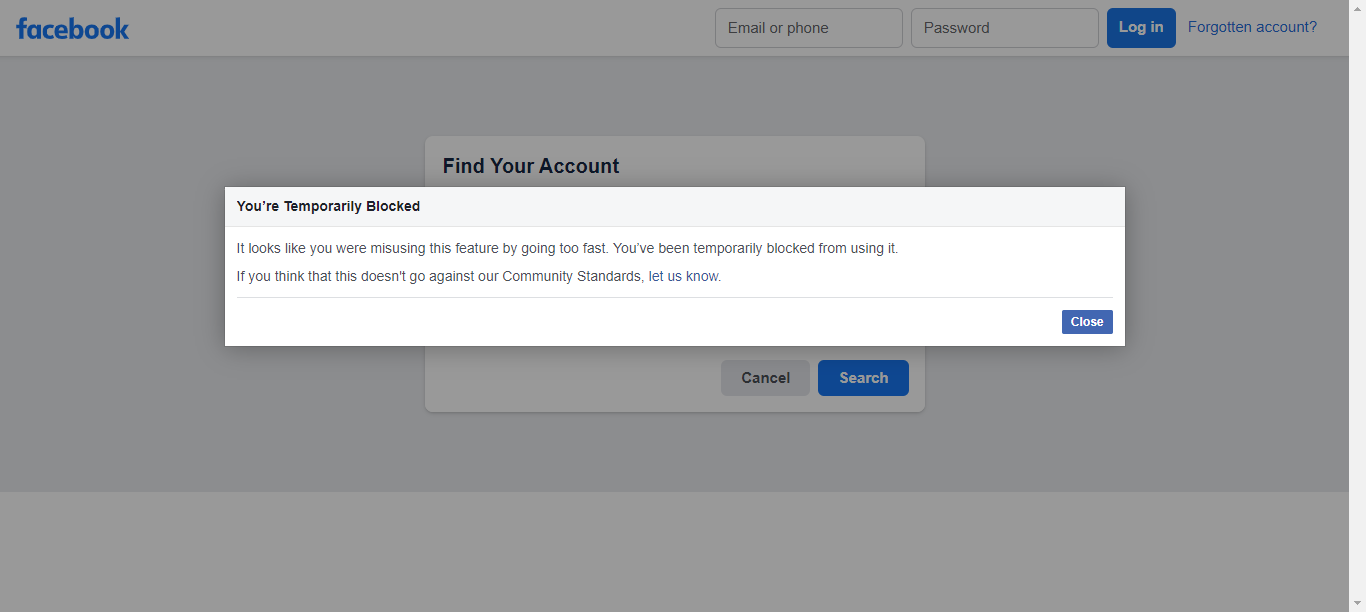 facebook
Email or phone
Password
Log in
Forgotten account?
Find Your Account
You’re Temporarily Blocked
It looks like you were misusing this feature by going too fast. You’ve been temporarily blocked from using it.
If you think that this doesn't go against our Community Standards, let us know.
Close
Cancel
Search